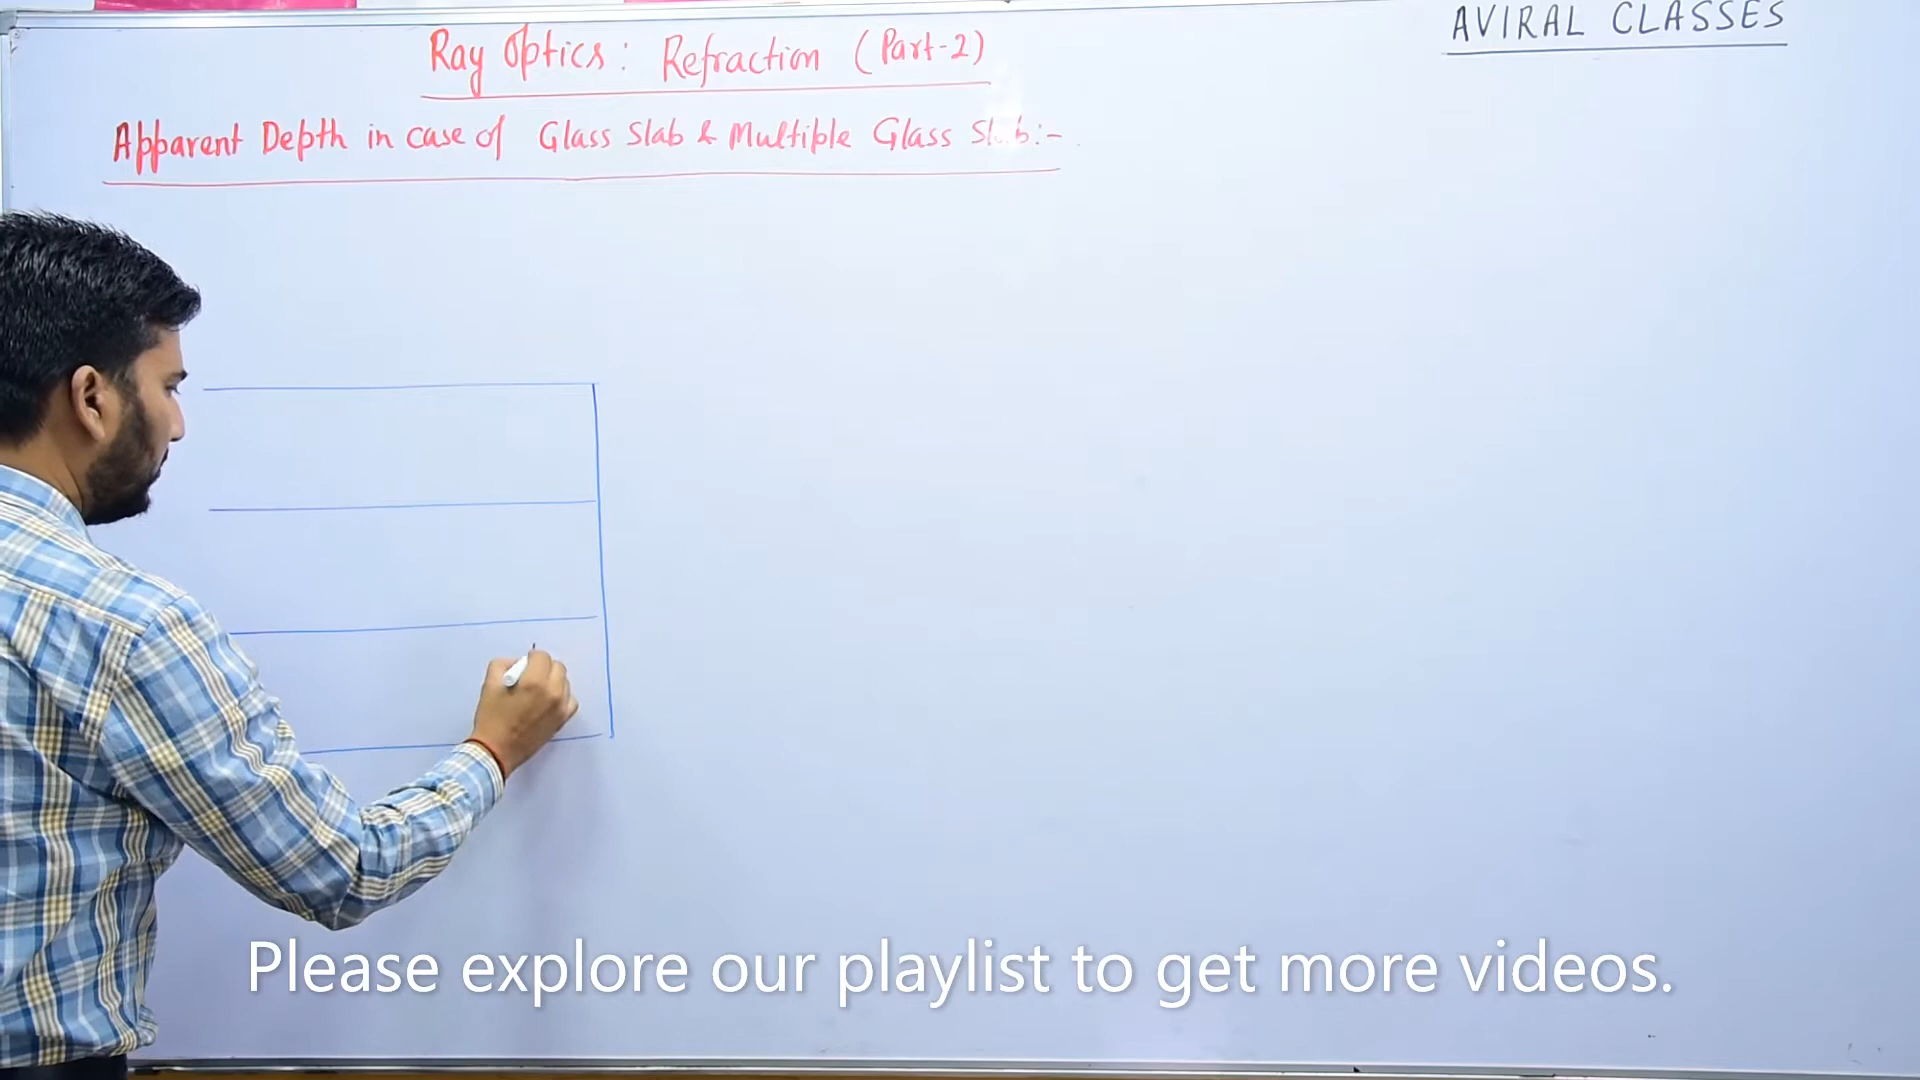 AVIRAL CLASSES
Ray Optics: Refraction (Part-2)
Apparent Depth in case of Glass Slab & Multiple Glass Slab:-
Please explore our playlist to get more videos.